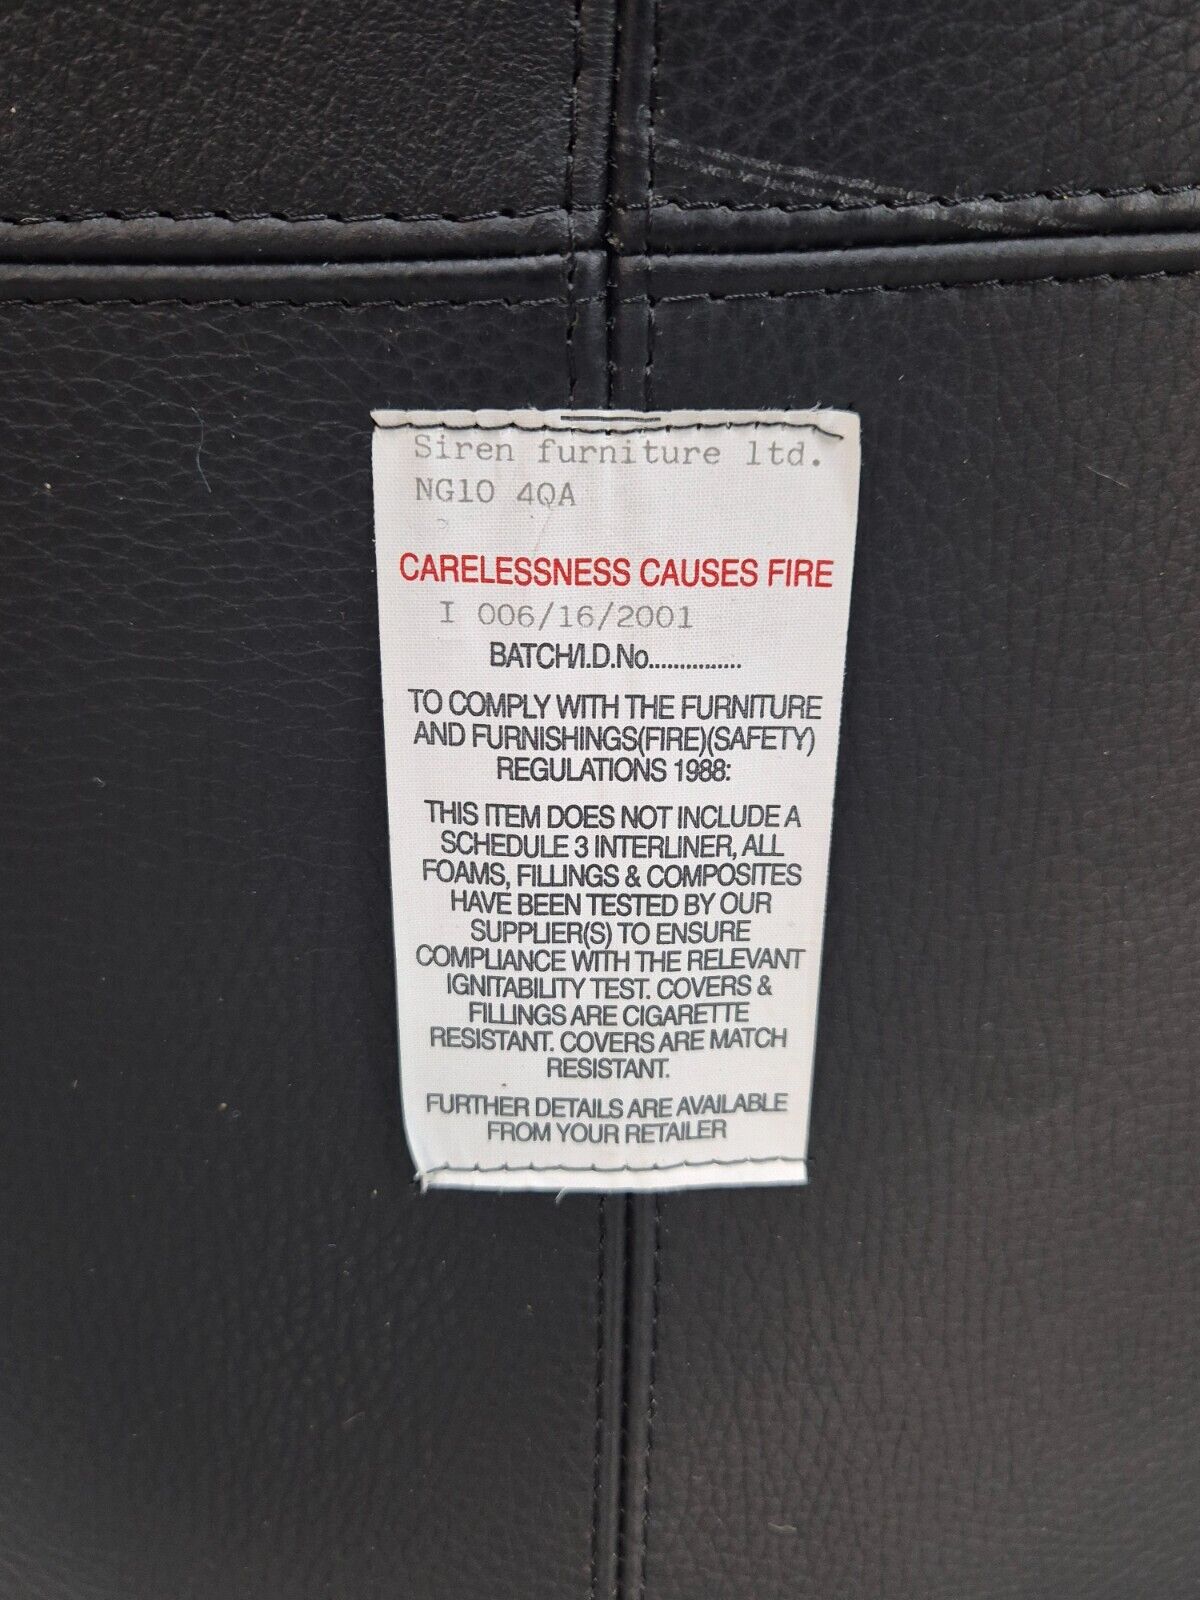 Siren furniture ltd.
NG10 4QA
CARELESSNESS CAUSES FIRE
I 006/16/2001
BATCH/I.D.No...............
TO COMPLY WITH THE FURNITURE
AND FURNISHINGS(FIRE)(SAFETY)
REGULATIONS 1988:
THIS ITEM DOES NOT INCLUDE A
SCHEDULE 3 INTERLINER, ALL
FOAMS, FILLINGS & COMPOSITES
HAVE BEEN TESTED BY OUR
SUPPLIER(S) TO ENSURE
COMPLIANCE WITH THE RELEVANT
IGNITABILITY TEST. COVERS &
FILLINGS ARE CIGARETTE
RESISTANT. COVERS ARE MATCH
RESISTANT.
FURTHER DETAILS ARE AVAILABLE
FROM YOUR RETAILER